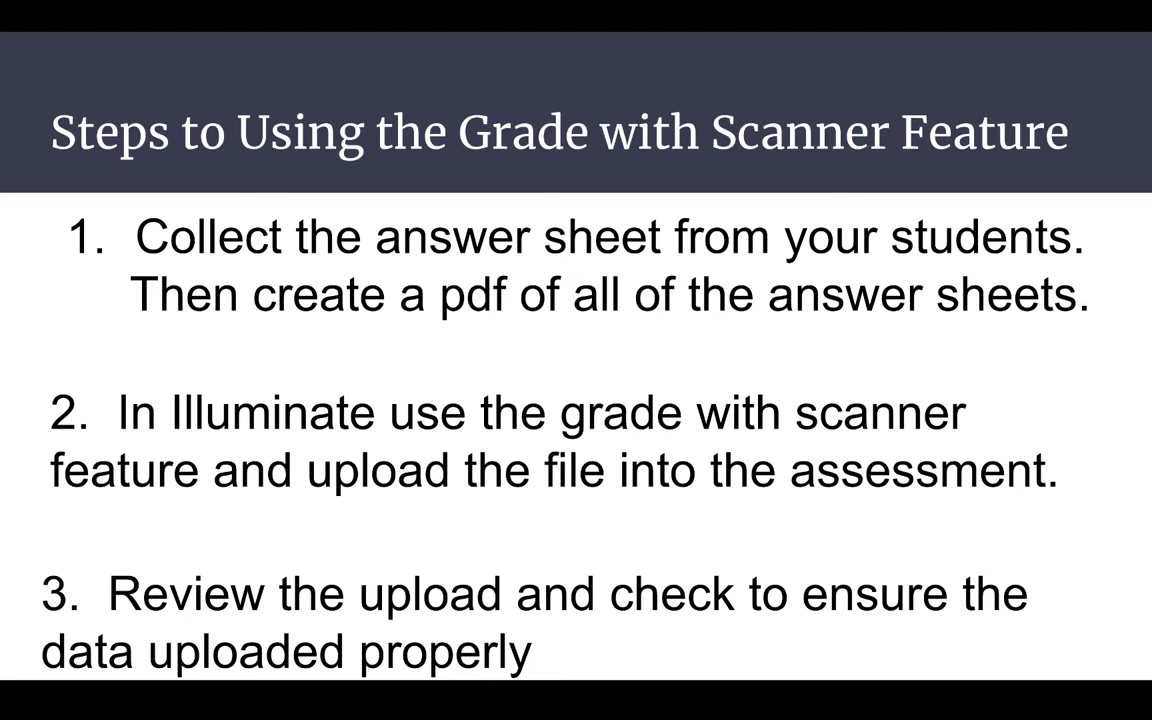 Steps to Using the Grade with Scanner Feature
1. Collect the answer sheet from your students.
Then create a pdf of all of the answer sheets.
2. In Illuminate use the grade with scanner
feature and upload the file into the assessment.
3. Review the upload and check to ensure the
data uploaded properly